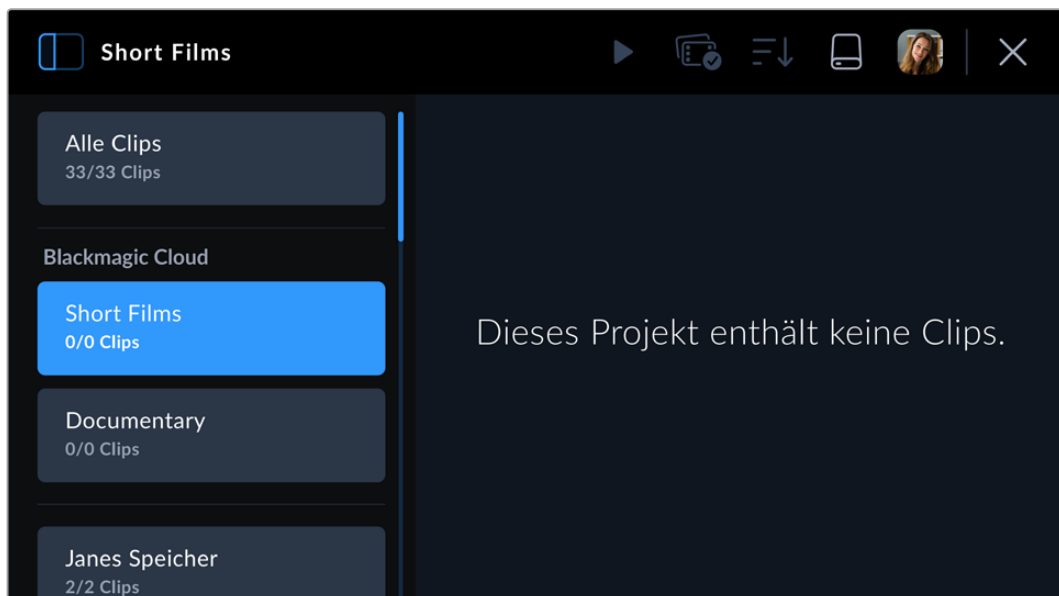 Short Films
Alle Clips
33/33 Clips
Blackmagic Cloud
Short Films
0/0 Clips
Documentary
0/0 Clips
Janes Speicher
2/2 Clips
Dieses Projekt enthält keine Clips.